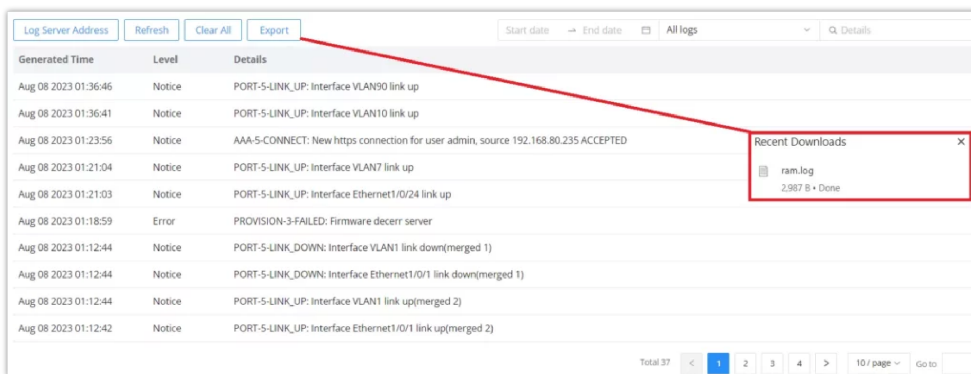 Log Server Address Refresh Clear All Export Start date End date All logs Details
Generated Time Level Details
Aug 08 2023 01:36:46 Notice PORT-5-LINK_UP: Interface VLAN90 link up
Aug 08 2023 01:36:41 Notice PORT-5-LINK_UP: Interface VLAN10 link up
Aug 08 2023 01:23:56 Notice AAA-5-CONNECT: New https connection for user admin, source 192.168.80.235 ACCEPTED
Recent Downloads
Aug 08 2023 01:21:04 Notice PORT-5-LINK_UP: Interface VLAN7 link up
ram.log
2,987 B • Done
Aug 08 2023 01:21:03 Notice PORT-5-LINK_UP: Interface Ethernet1/0/24 link up
Aug 08 2023 01:18:59 Error PROVISION-3-FAILED: Firmware decerr server
Aug 08 2023 01:12:44 Notice PORT-5-LINK_DOWN: Interface VLAN1 link down(merged 1)
Aug 08 2023 01:12:44 Notice PORT-5-LINK_DOWN: Interface Ethernet1/0/1 link down(merged 1)
Aug 08 2023 01:12:44 Notice PORT-5-LINK_UP: Interface VLAN1 link up(merged 2)
Aug 08 2023 01:12:42 Notice PORT-5-LINK_UP: Interface Ethernet1/0/1 link up(merged 2)
Total 37 < 1 2 3 4 > 10 / page Go to